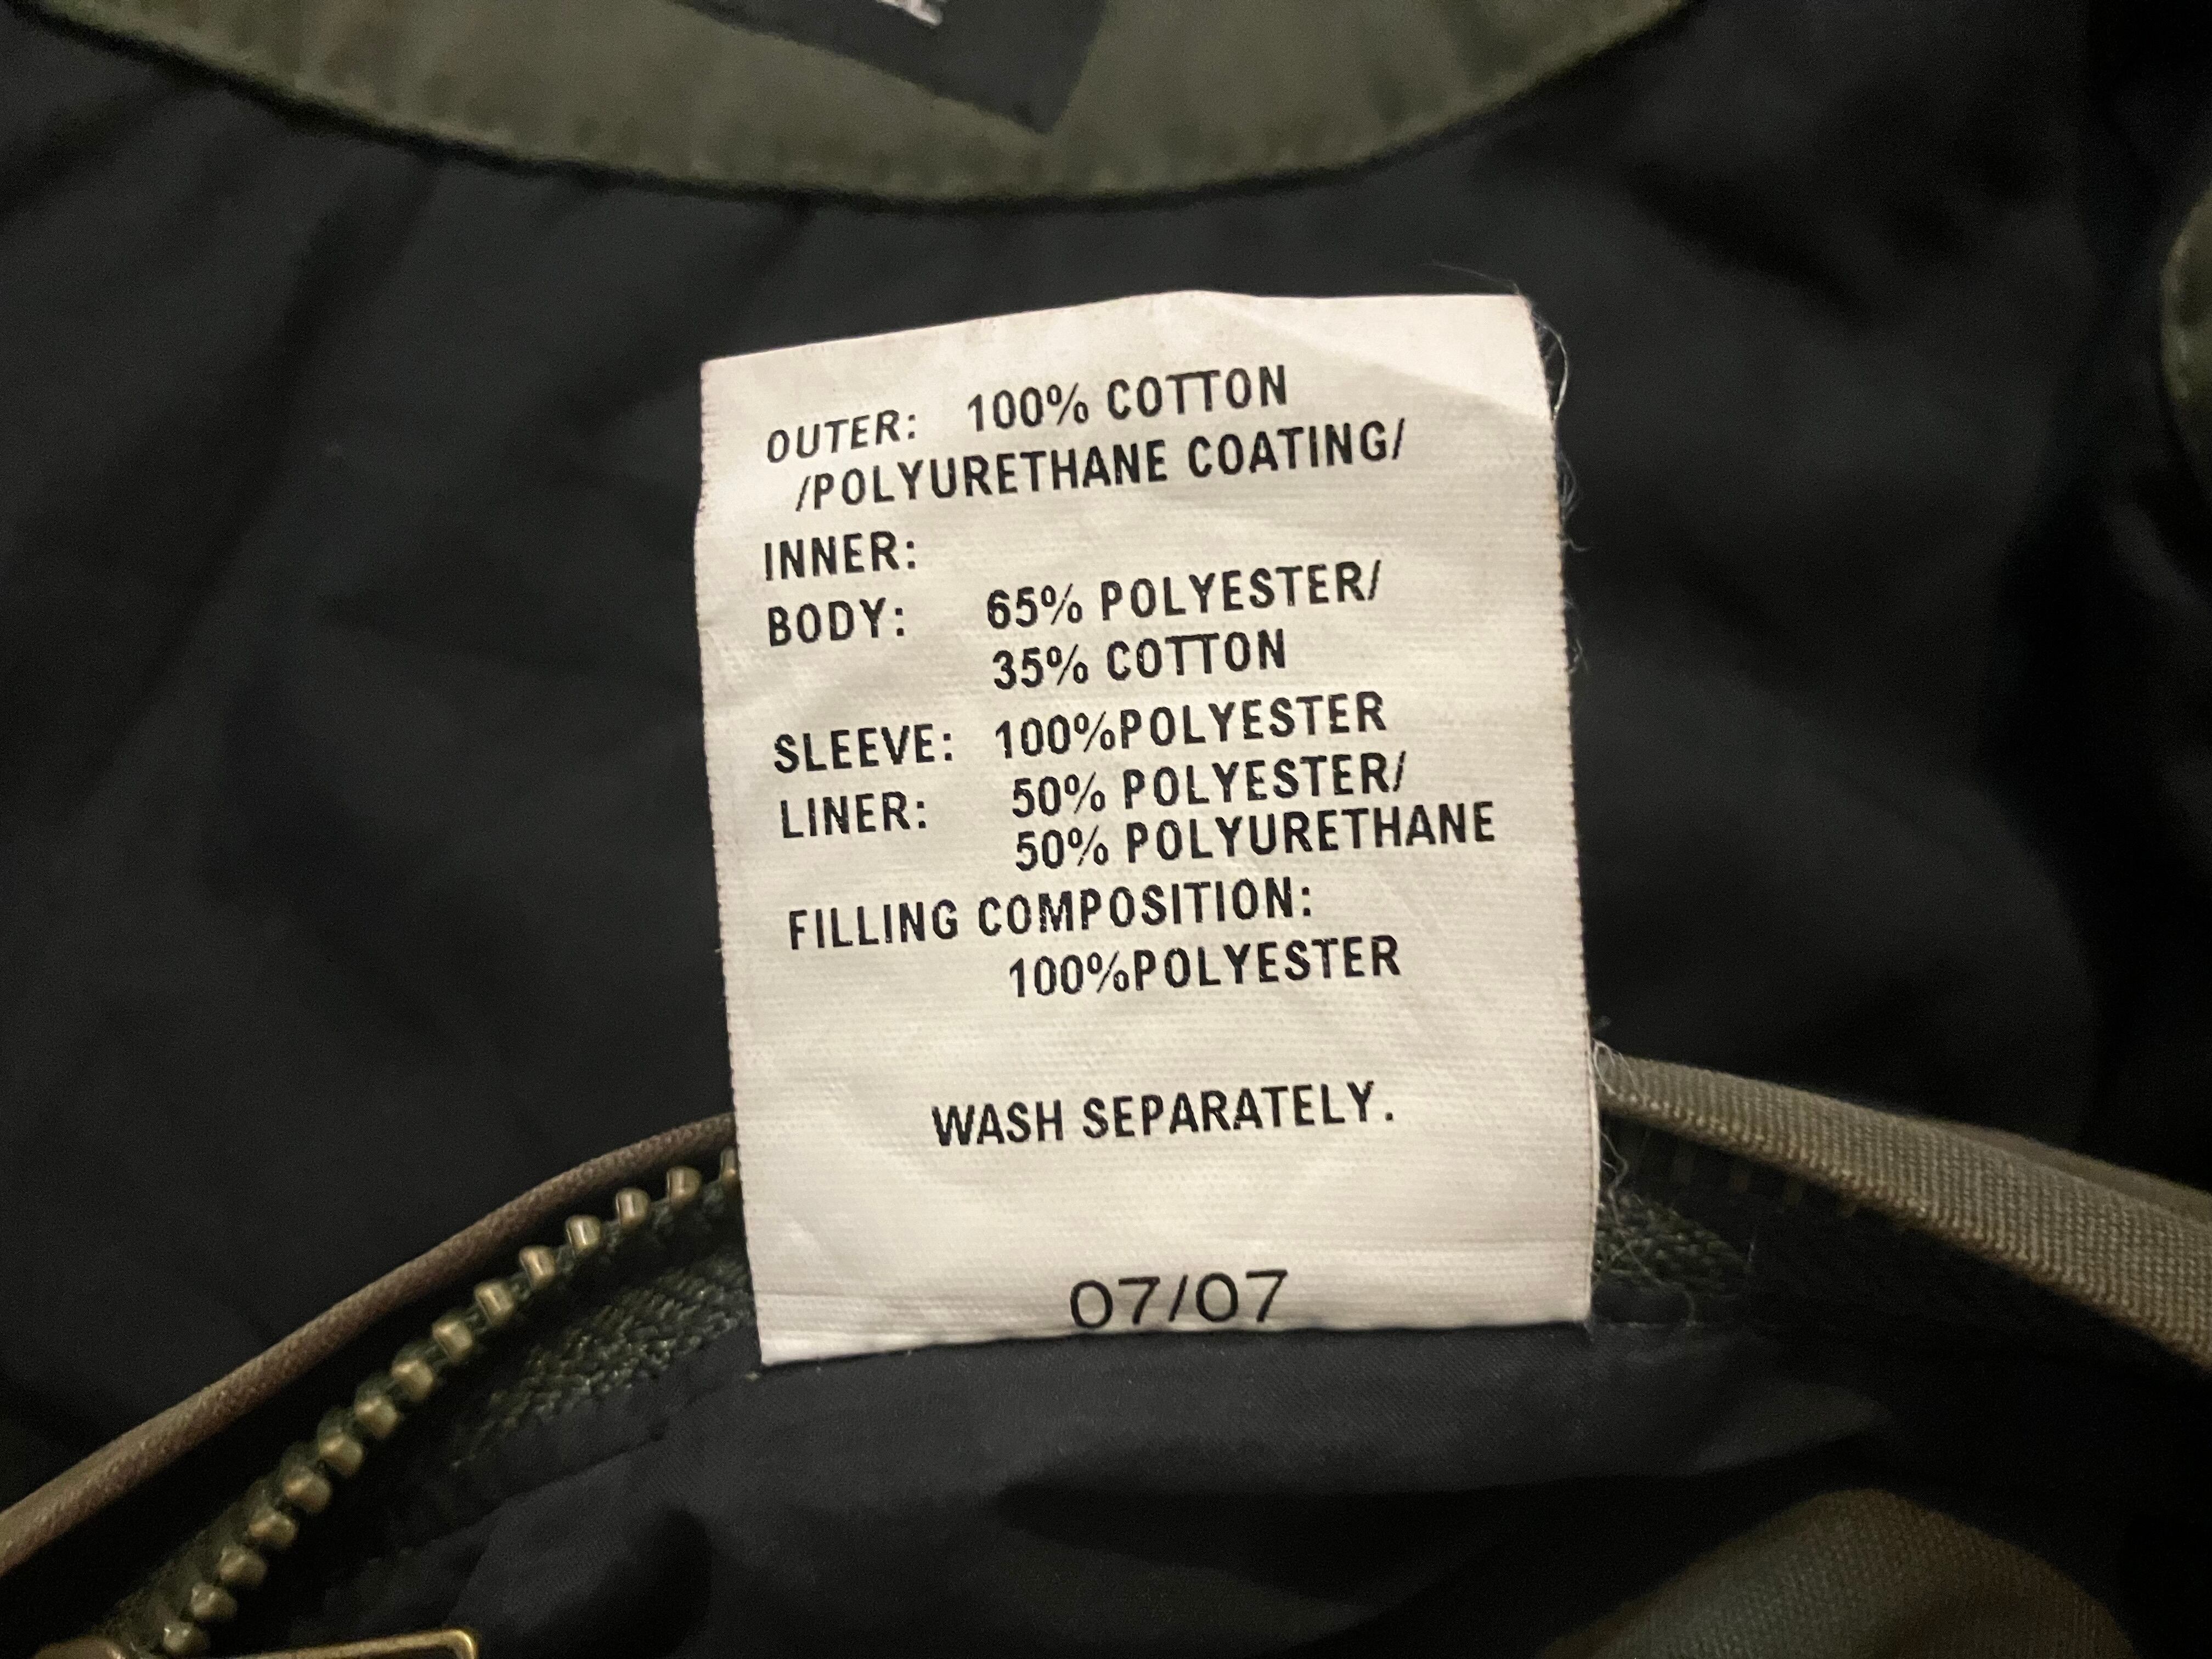 OUTER: 100% COTTON
/POLYURETHANE COATING/
INNER:
BODY: 65% POLYESTER/
35% COTTON
SLEEVE: 100%POLYESTER
LINER: 50% POLYESTER/
50% POLYURETHANE
FILLING COMPOSITION:
100%POLYESTER
WASH SEPARATELY.
07/07